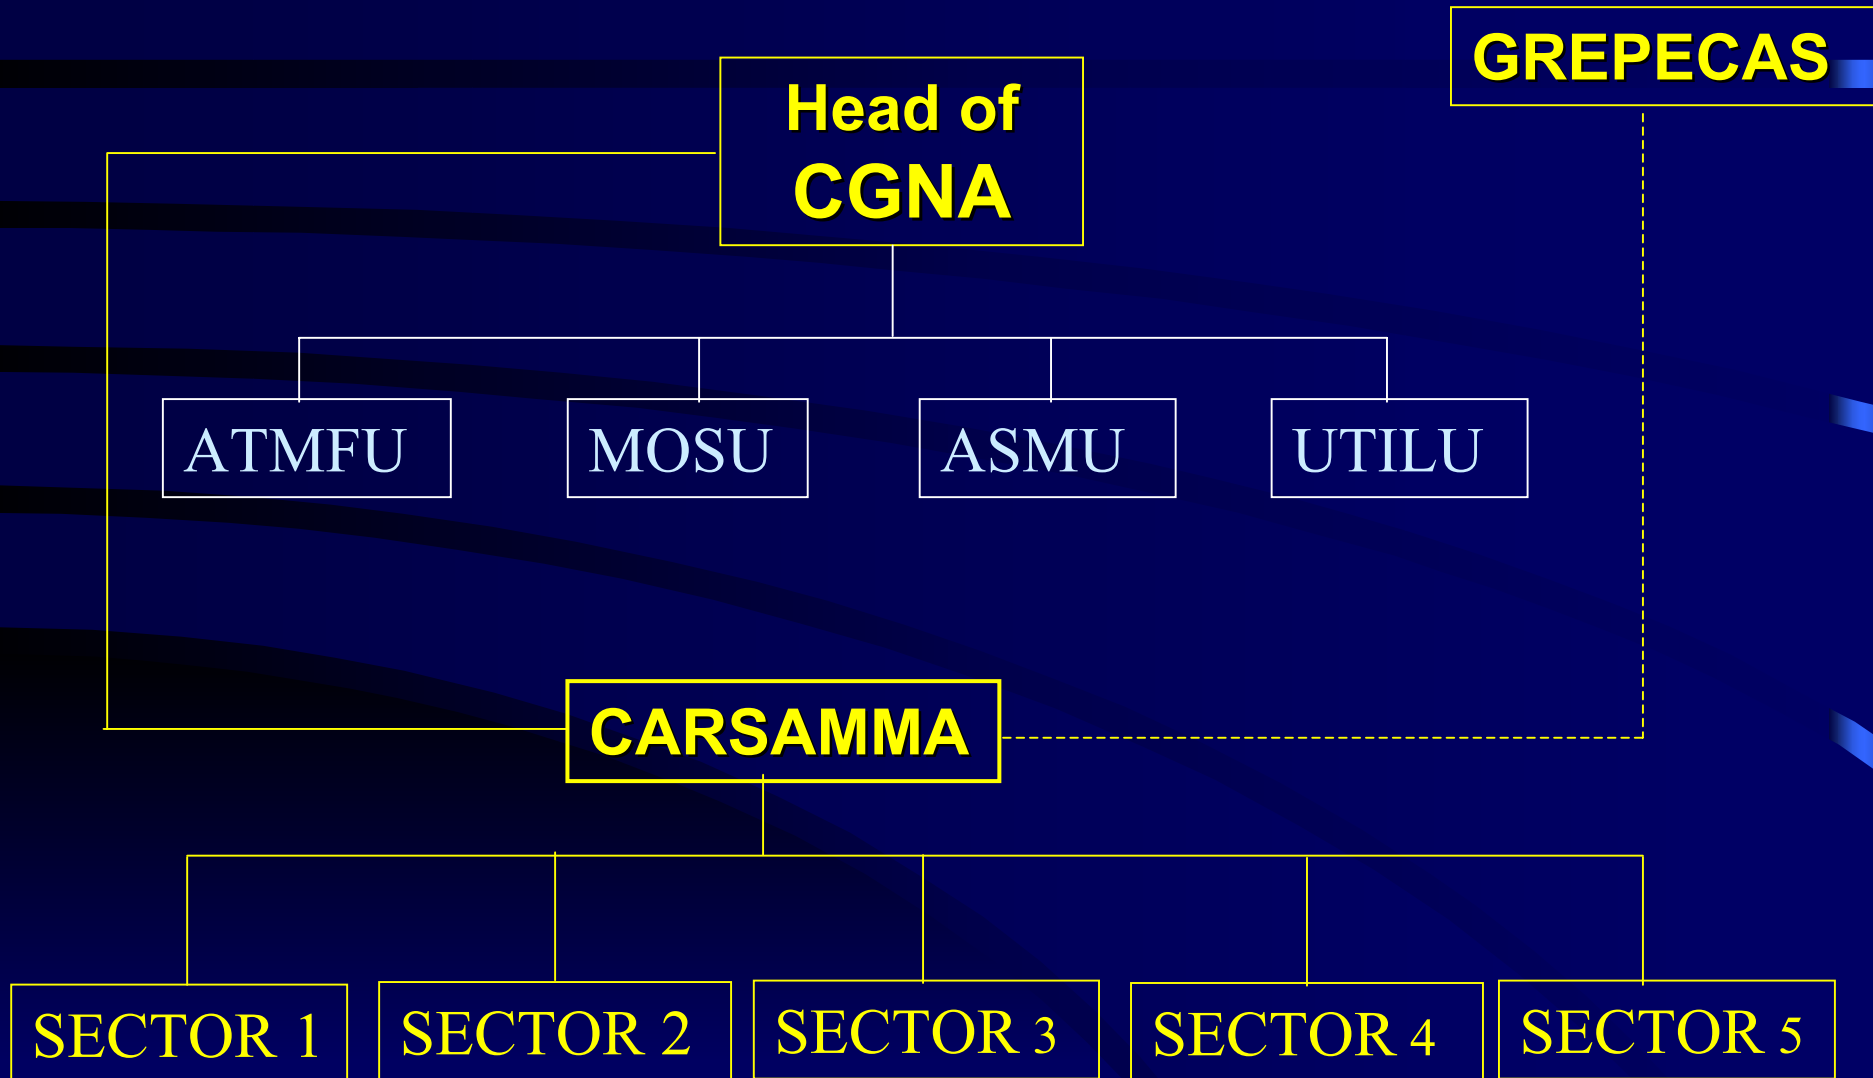 GREPECAS
Head of
CGNA
ATMFU
MOSU
ASMU
UTILU
CARSAMMA
SECTOR 1
SECTOR 2
SECTOR 3
SECTOR 4
SECTOR 5